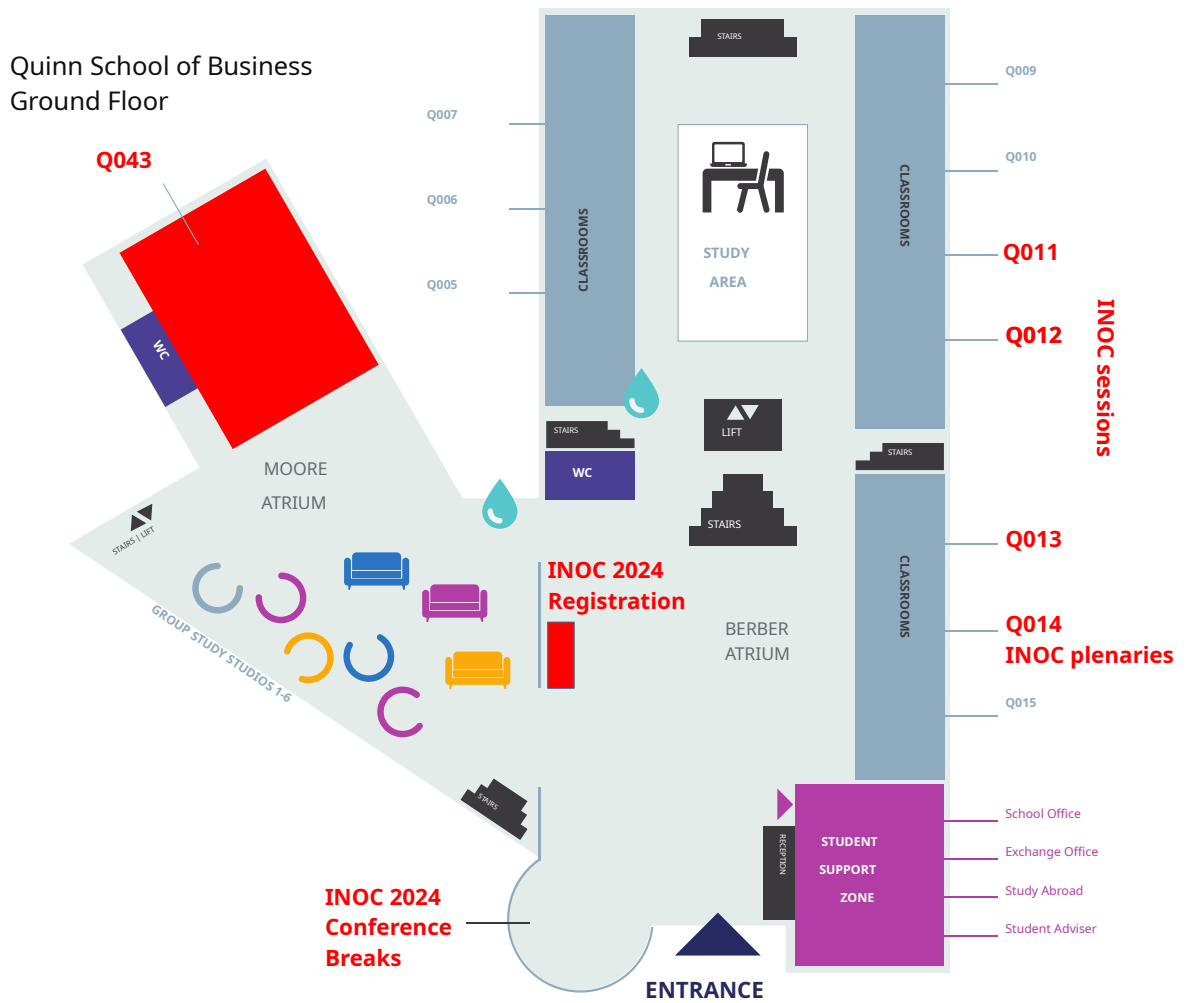 Quinn School of Business
Ground Floor
Q043
WC
MOORE
ATRIUM
STAIRS | LIFT
GROUP STUDY STUDIOS 1-6
STAIRS
Q007
Q006
Q005
CLASSROOMS
STAIRS
WC
STAIRS
STUDY
AREA
LIFT
STAIRS
INOC 2024
Registration
BERBER
ATRIUM
CLASSROOMS
STAIRS
CLASSROOMS
Q009
Q010
Q011
Q012
INOC sessions
Q013
Q014
INOC plenaries
Q015
RECEPTION
STUDENT
SUPPORT
ZONE
School Office
Exchange Office
Study Abroad
Student Adviser
INOC 2024
Conference
Breaks
ENTRANCE